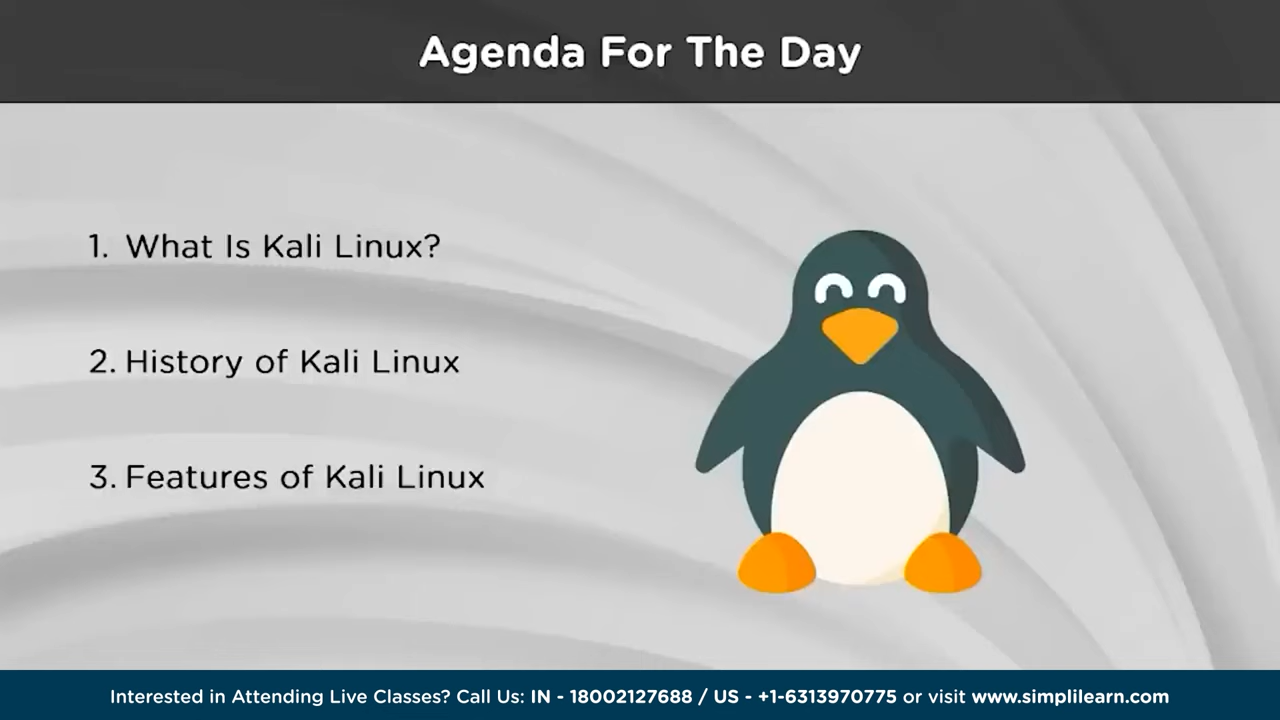 Agenda For The Day
1. What Is Kali Linux?
2. History of Kali Linux
3. Features of Kali Linux
Interested in Attending Live Classes? Call Us: IN - 18002127688 / US - +1-6313970775 or visit www.simplilearn.com